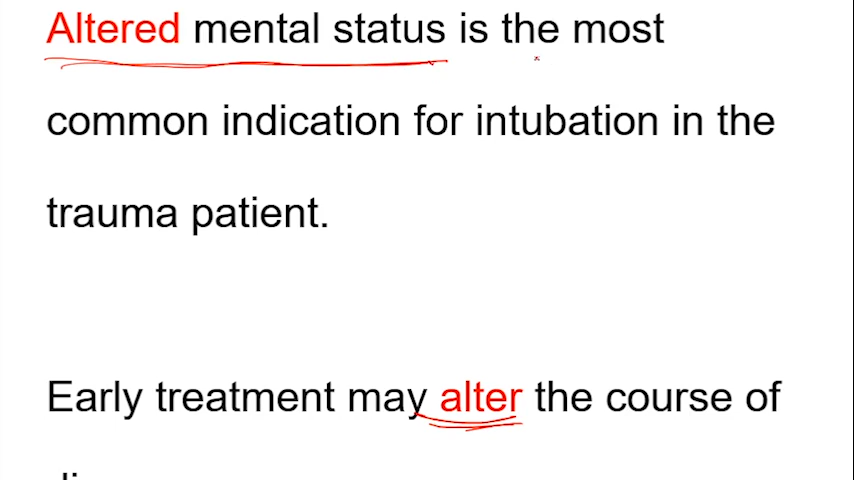 Altered mental status is the most
common indication for intubation in the
trauma patient.
Early treatment may alter the course of